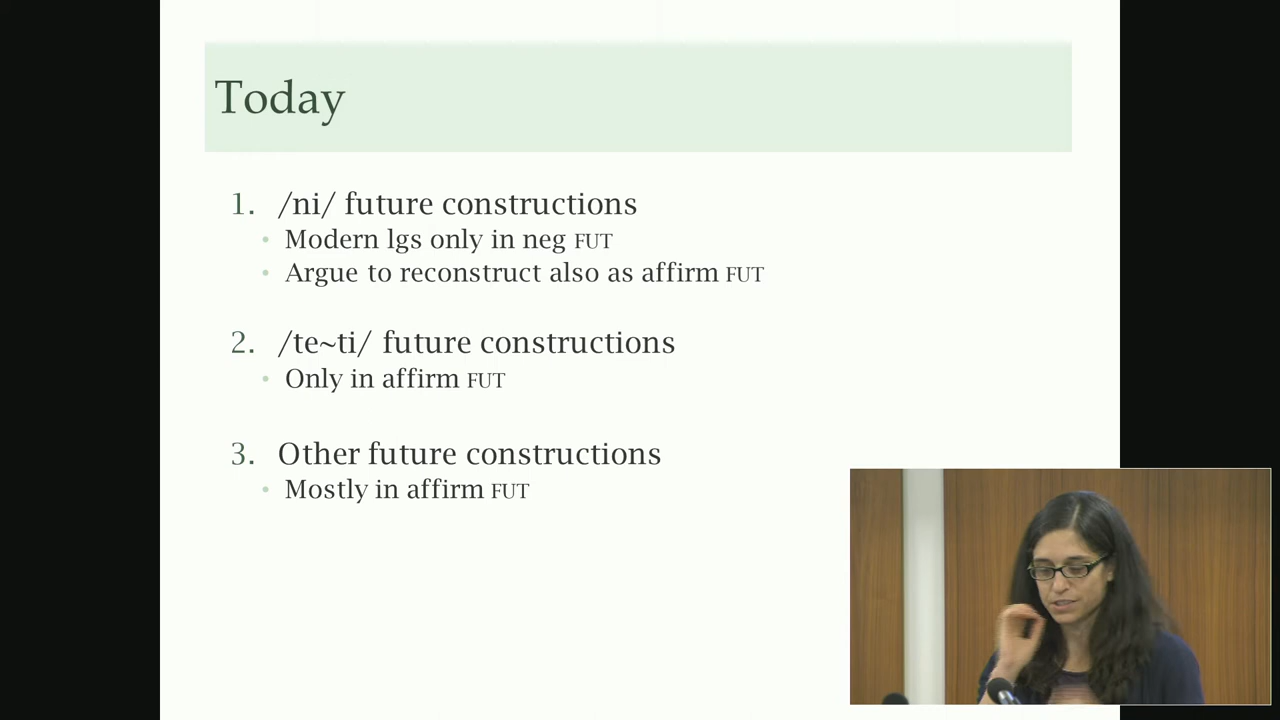 Today
1. /ni/ future constructions
• Modern lgs only in neg FUT
• Argue to reconstruct also as affirm FUT
2. /te~ti/ future constructions
• Only in affirm FUT
3. Other future constructions
• Mostly in affirm FUT